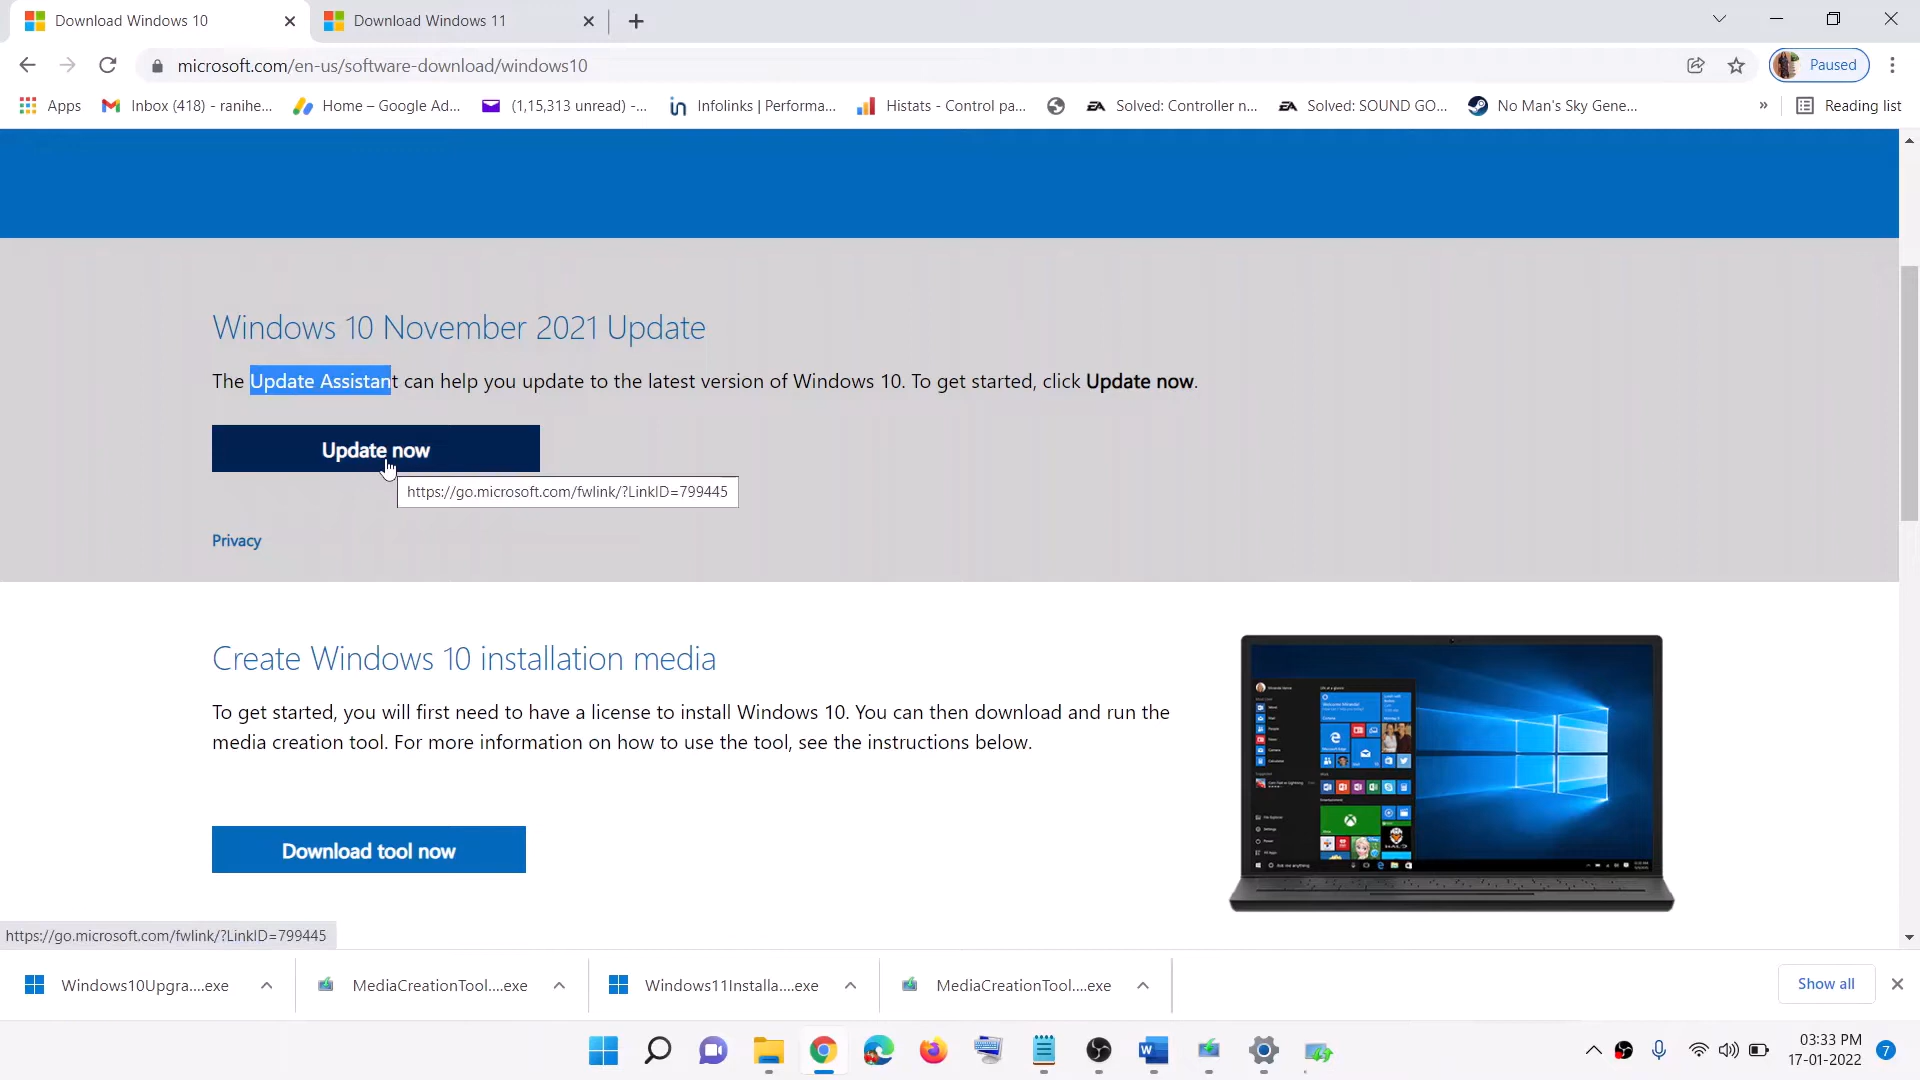 Download Windows 10
Download Windows 11
microsoft.com/en-us/software-download/windows10
Paused
Apps
Inbox (418) - ranihe...
Home – Google Ad...
(1,15,313 unread) -...
Infolinks | Performa...
Histats - Control pa...
Solved: Controller n...
Solved: SOUND GO...
No Man's Sky Gene...
»
Reading list
Windows 10 November 2021 Update
The Update Assistant can help you update to the latest version of Windows 10. To get started, click Update now.
Update now
https://go.microsoft.com/fwlink/?LinkID=799445
Privacy
Create Windows 10 installation media
To get started, you will first need to have a license to install Windows 10. You can then download and run the
media creation tool. For more information on how to use the tool, see the instructions below.
Download tool now
https://go.microsoft.com/fwlink/?LinkID=799445
Windows10Upgra....exe
MediaCreationTool....exe
Windows11Installa....exe
MediaCreationTool....exe
Show all
03:33 PM
17-01-2022
7